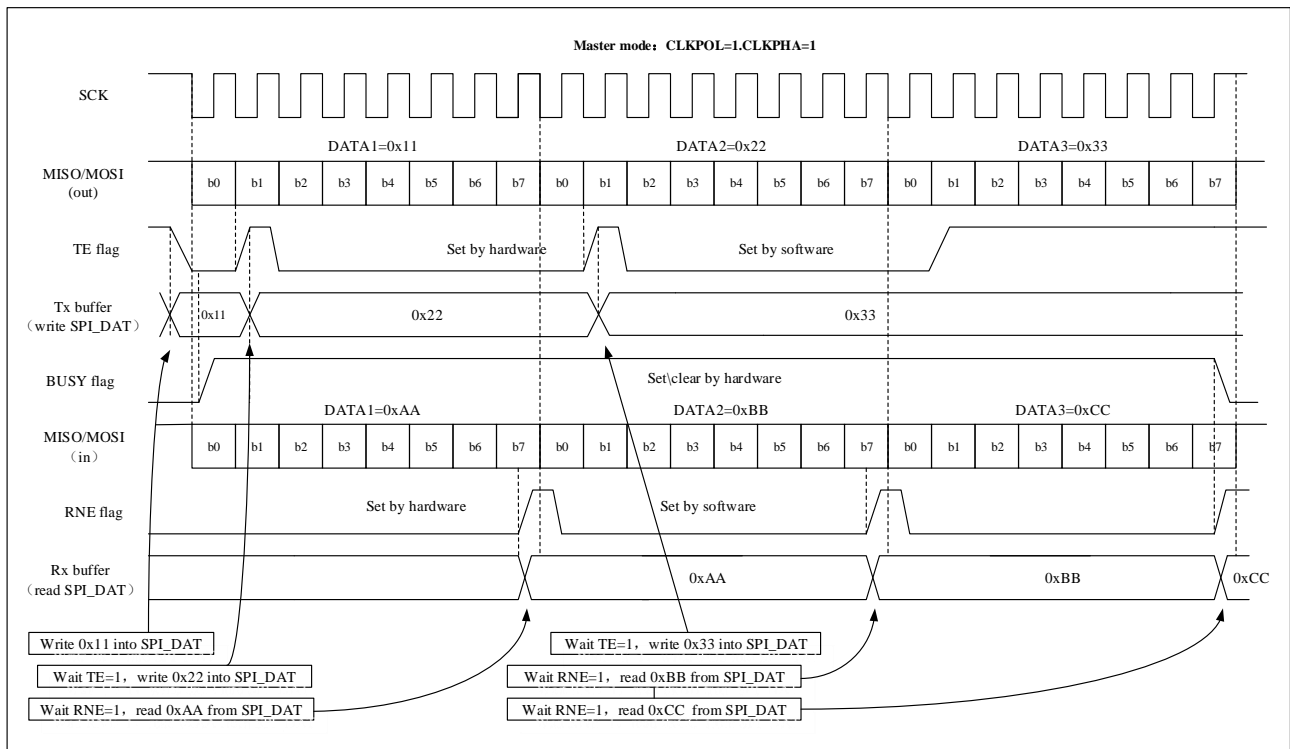 Master mode：CLKPOL=1.CLKPHA=1
SCK
DATA1=0x11 DATA2=0x22 DATA3=0x33
MISO/MOSI
(out)
b0 b1 b2 b3 b4 b5 b6 b7 b0 b1 b2 b3 b4 b5 b6 b7 b0 b1 b2 b3 b4 b5 b6 b7
TE flag
Set by hardware
Set by software
Tx buffer
（write SPI_DAT）
0x11
0x22
0x33
BUSY flag
Set\clear by hardware
DATA1=0xAA DATA2=0xBB DATA3=0xCC
MISO/MOSI
（in）
b0 b1 b2 b3 b4 b5 b6 b7 b0 b1 b2 b3 b4 b5 b6 b7 b0 b1 b2 b3 b4 b5 b6 b7
RNE flag
Set by hardware
Set by software
Rx buffer
（read SPI_DAT）
0xAA
0xBB
0xCC
Write 0x11 into SPI_DAT
Wait TE=1，write 0x33 into SPI_DAT
Wait TE=1，write 0x22 into SPI_DAT
Wait RNE=1，read 0xBB from SPI_DAT
Wait RNE=1，read 0xAA from SPI_DAT
Wait RNE=1，read 0xCC from SPI_DAT